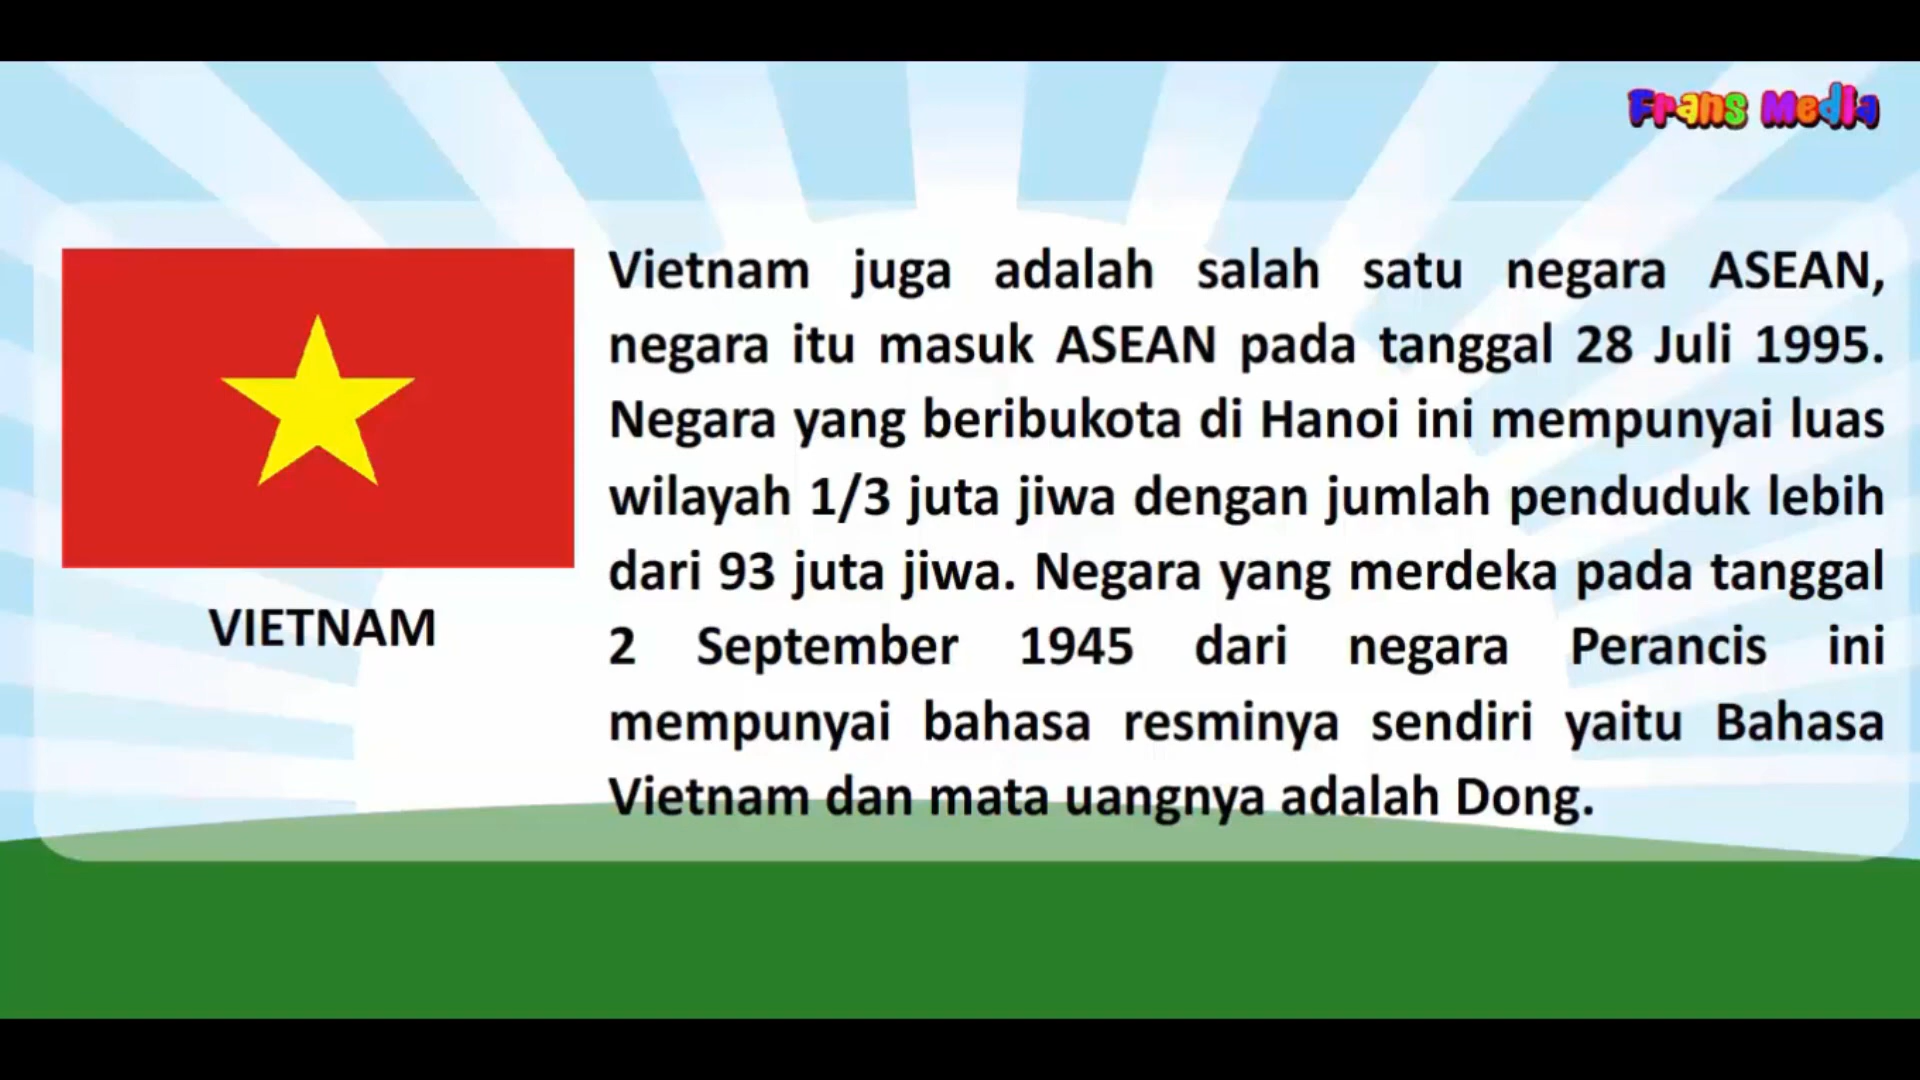 Frans Media
Vietnam juga adalah salah satu negara ASEAN,
negara itu masuk ASEAN pada tanggal 28 Juli 1995.
Negara yang beribukota di Hanoi ini mempunyai luas
wilayah 1/3 juta jiwa dengan jumlah penduduk lebih
dari 93 juta jiwa. Negara yang merdeka pada tanggal
2 September 1945 dari negara Perancis ini
mempunyai bahasa resminya sendiri yaitu Bahasa
Vietnam dan mata uangnya adalah Dong.
VIETNAM